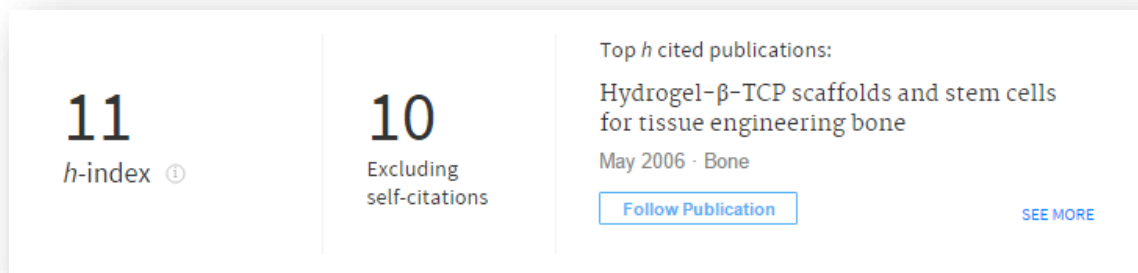 11
h-index
10
Excluding
self-citations
Top h cited publications:
Hydrogel-β-TCP scaffolds and stem cells
for tissue engineering bone
May 2006 · Bone
Follow Publication
SEE MORE